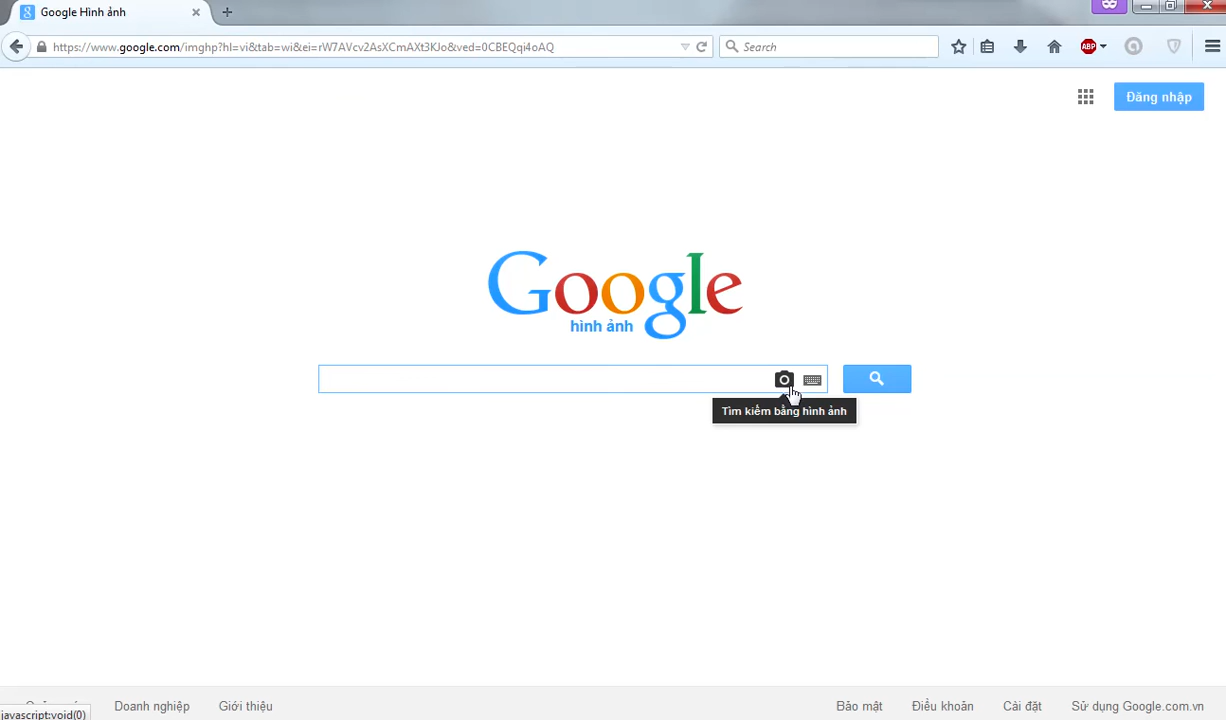 Google Hình ảnh
https://www.google.com/imghp?hl=vi&tab=wi&ei=rW7AVcv2AsXCmAXt3KJo&ved=0CBEQqi4oAQ
Search
ABP
Đăng nhập
Google
hình ảnh
Tìm kiếm bằng hình ảnh
Doanh nghiệp
Giới thiệu
Bảo mật
Điều khoản
Cài đặt
Sử dụng Google.com.vn
javascript:void(0)